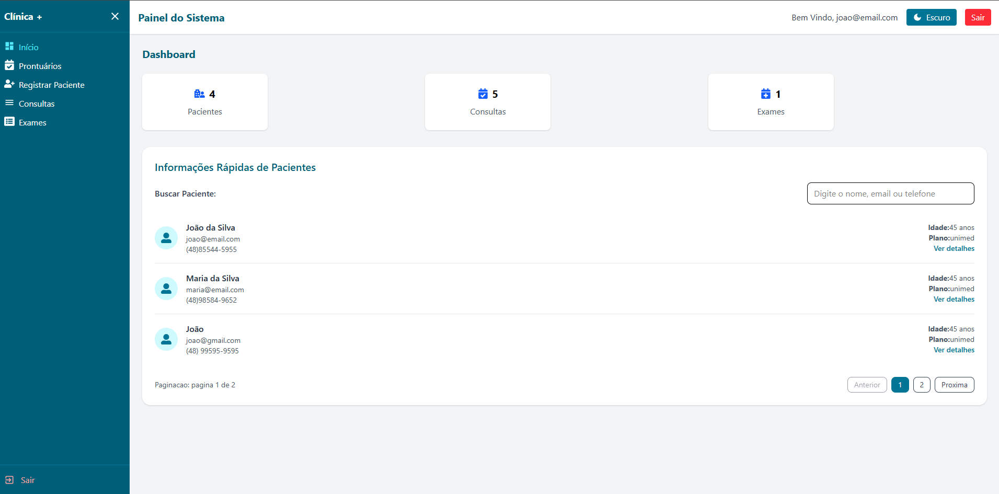 Clínica +
Início
Prontuários
Registrar Paciente
Consultas
Exames
Sair
Painel do Sistema
Bem Vindo, joao@email.com
Escuro
Sair
Dashboard
4
Pacientes
5
Consultas
1
Exames
Informações Rápidas de Pacientes
Buscar Paciente:
Digite o nome, email ou telefone
João da Silva
joao@email.com
(48)85544-5955
Idade:45 anos
Plano:unimed
Ver detalhes
Maria da Silva
maria@email.com
(48)98584-9652
Idade:45 anos
Plano:unimed
Ver detalhes
João
joao@gmail.com
(48) 99595-9595
Idade:45 anos
Plano:unimed
Ver detalhes
Paginacao: pagina 1 de 2
Anterior
1
2
Proxima